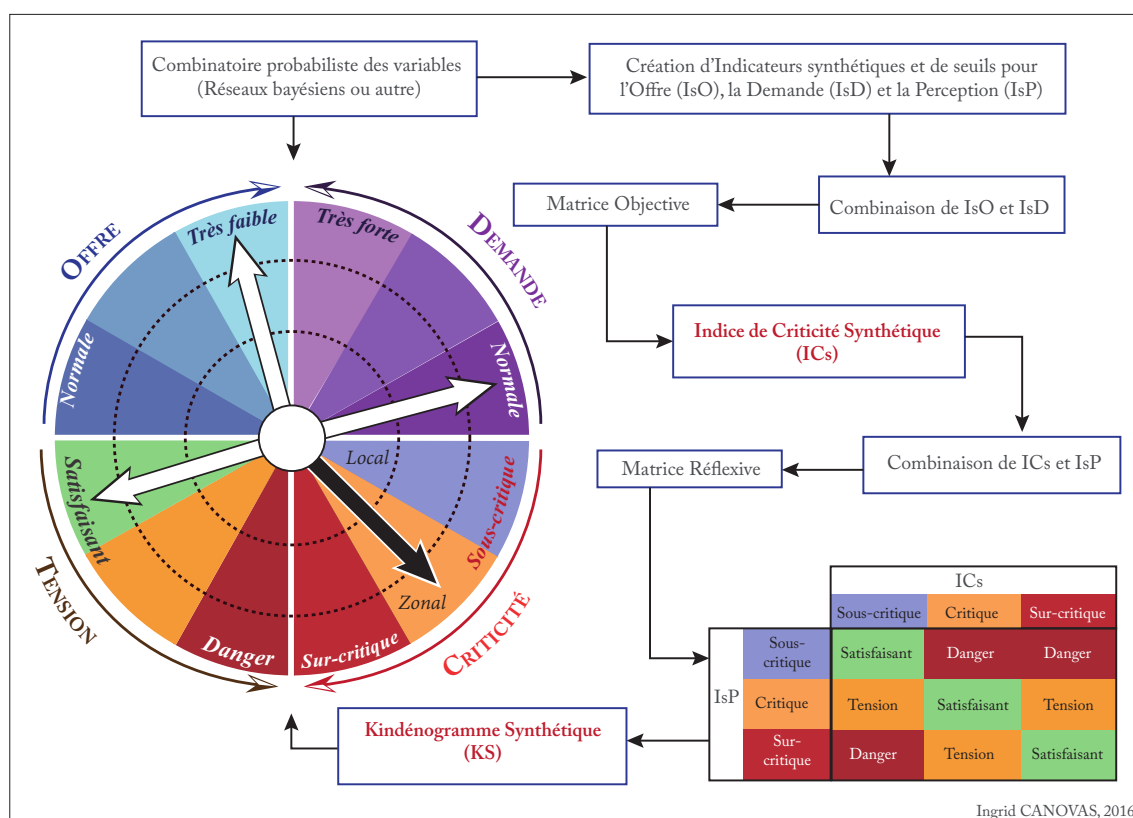 Combinatoire probabiliste des variables
(Réseaux bayésiens ou autre)
Création d'Indicateurs synthétiques et de seuils pour
l'Offre (IsO), la Demande (IsD) et la Perception (IsP)
Matrice Objective
Combinaison de IsO et IsD
Indice de Criticité Synthétique
(ICs)
Matrice Réflexive
Combinaison de ICs et IsP
OFFRE
Très faible
Normale
DEMANDE
Très forte
Normale
TENSION
Satisfaisant
Danger
CRITICITÉ
Sous-critique
Sur-critique
Local
Zonal
ICs
Sous-critique
Critique
Sur-critique
IsP
Sous-
critique
Satisfaisant
Danger
Danger
Critique
Tension
Satisfaisant
Tension
Sur-
critique
Danger
Tension
Satisfaisant
Kindénogramme Synthétique
(KS)
Ingrid CANOVAS, 2016